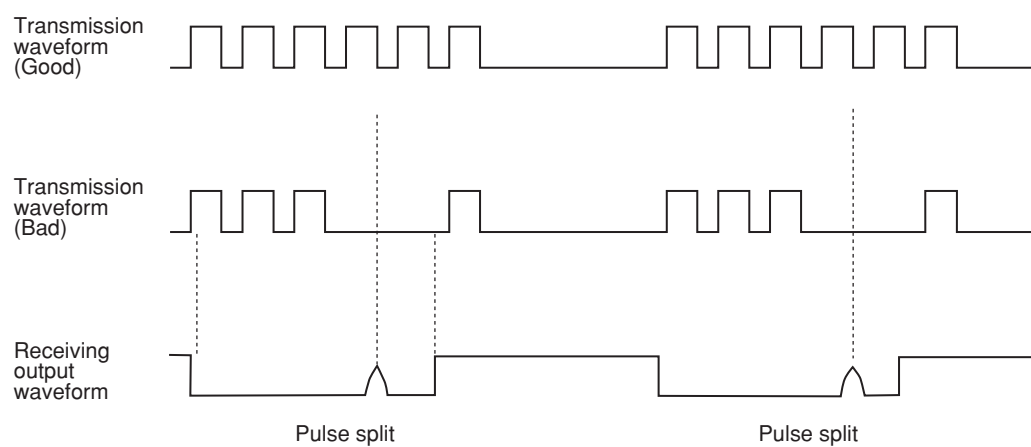 Transmission
waveform
(Good)
Transmission
waveform
(Bad)
Receiving
output
waveform
Pulse split
Pulse split